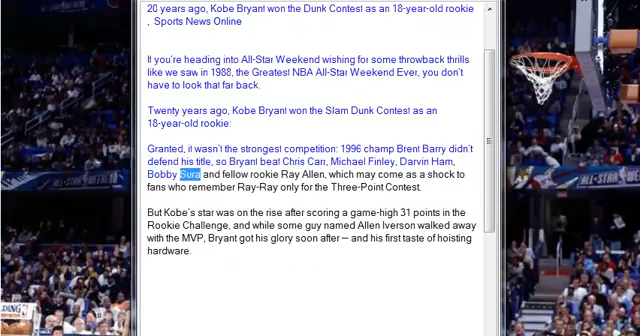 20 years ago, Kobe Bryant won the Dunk Contest as an 18-year-old rookie
, Sports News Online
If you're heading into All-Star Weekend wishing for some throwback thrills
like we saw in 1988, the Greatest NBA All-Star Weekend Ever, you don't
have to look that far back.
Twenty years ago, Kobe Bryant won the Slam Dunk Contest as an
18-year-old rookie:
Granted, it wasn't the strongest competition: 1996 champ Brent Barry didn't
defend his title, so Bryant beat Chris Carr, Michael Finley, Darvin Ham,
Bobby Sura and fellow rookie Ray Allen, which may come as a shock to
fans who remember Ray-Ray only for the Three-Point Contest.
But Kobe's star was on the rise after scoring a game-high 31 points in the
Rookie Challenge, and while some guy named Allen Iverson walked away
with the MVP, Bryant got his glory soon after — and his first taste of hoisting
hardware.